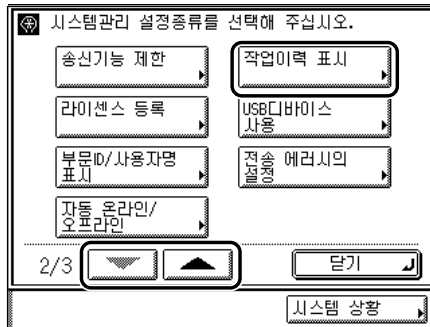 시스템관리 설정종류를 선택해 주십시오.
송신기능 제한
작업이력 표시
라이센스 등록
USB디바이스
사용
부문ID/사용자명
표시
전송 에러시의
설정
자동 온라인/
오프라인
2/3
닫기
시스템 상황